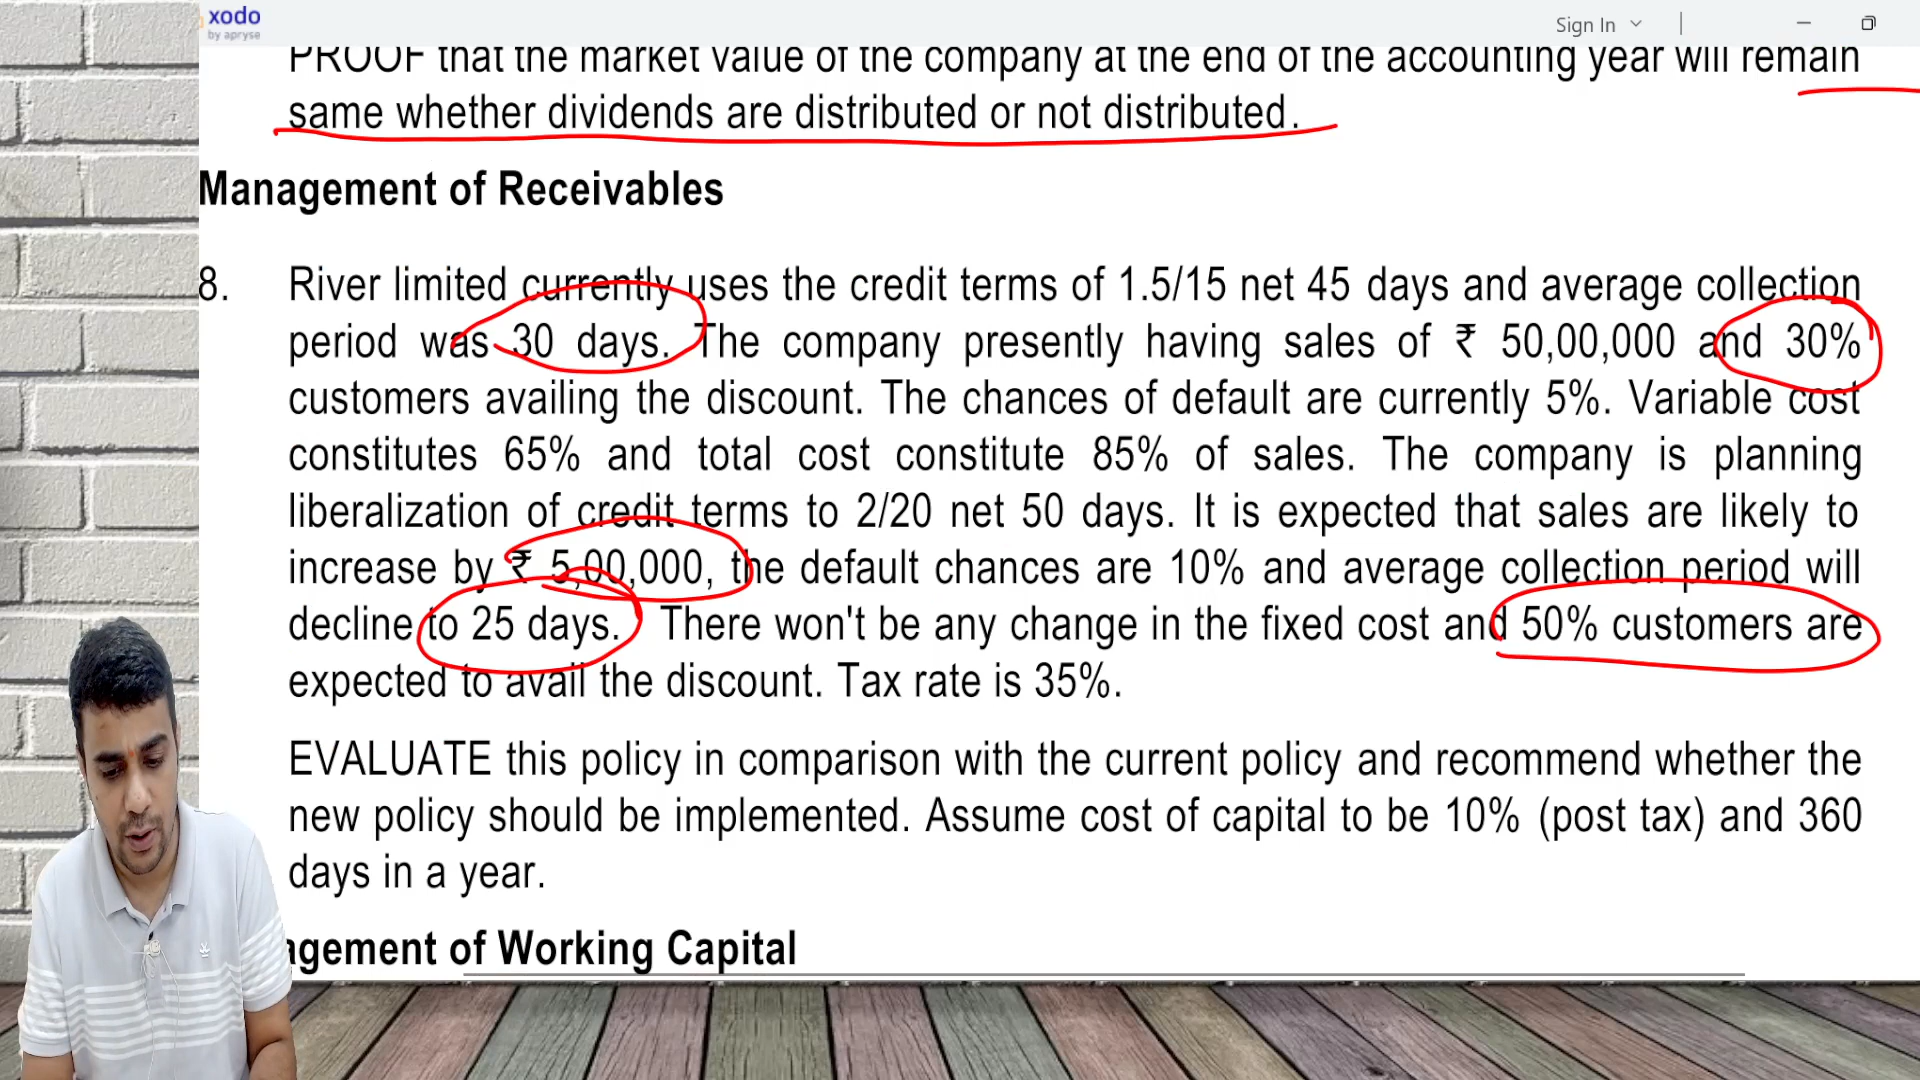 xodo
by apryse
Sign In
PROOF that the market value of the company at the end of the accounting year will remain
same whether dividends are distributed or not distributed.
Management of Receivables
8. River limited currently uses the credit terms of 1.5/15 net 45 days and average collection
period was 30 days. The company presently having sales of ₹ 50,00,000 and 30%
customers availing the discount. The chances of default are currently 5%. Variable cost
constitutes 65% and total cost constitute 85% of sales. The company is planning
liberalization of credit terms to 2/20 net 50 days. It is expected that sales are likely to
increase by ₹ 5,00,000, the default chances are 10% and average collection period will
decline to 25 days. There won't be any change in the fixed cost and 50% customers are
expected to avail the discount. Tax rate is 35%.
EVALUATE this policy in comparison with the current policy and recommend whether the
new policy should be implemented. Assume cost of capital to be 10% (post tax) and 360
days in a year.
agement of Working Capital